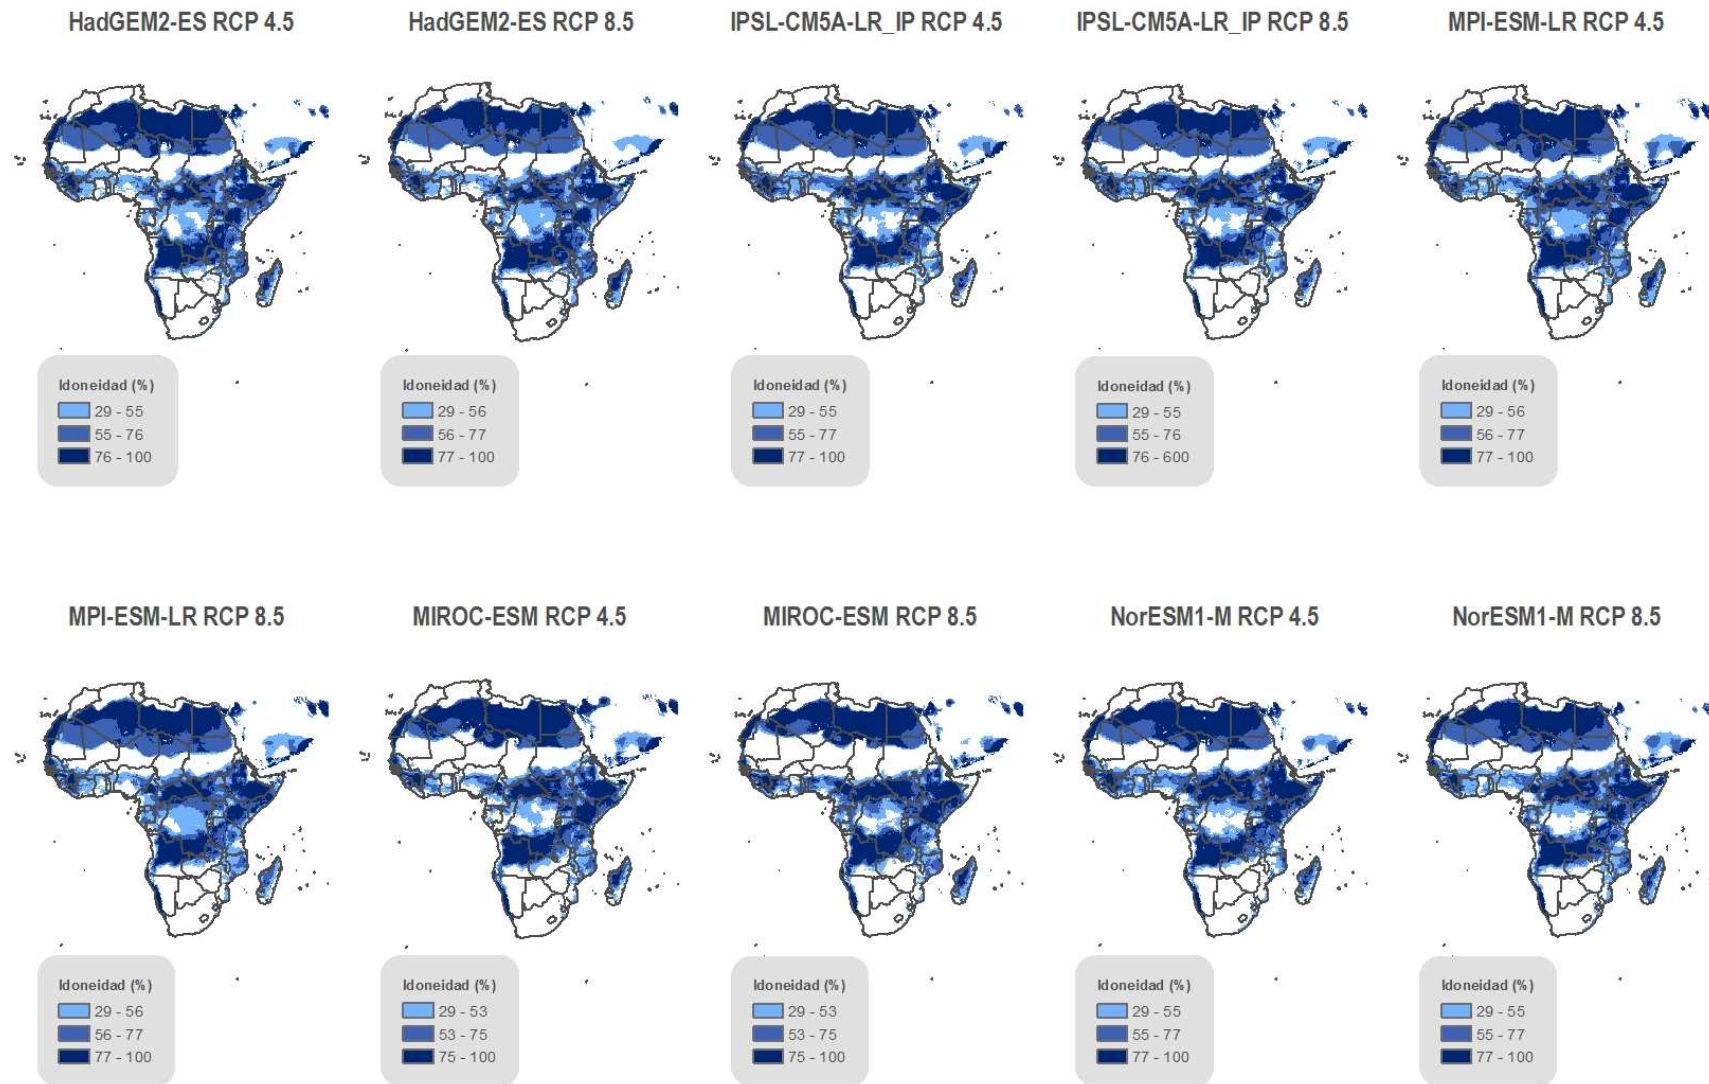 HadGEM2-ES RCP 4.5
HadGEM2-ES RCP 8.5
IPSL-CM5A-LR_IP RCP 4.5
IPSL-CM5A-LR_IP RCP 8.5
MPI-ESM-LR RCP 4.5
Idoneidad (%)
29 - 55
55 - 76
76 - 100
Idoneidad (%)
29 - 56
56 - 77
77 - 100
Idoneidad (%)
29 - 55
55 - 77
77 - 100
Idoneidad (%)
29 - 55
55 - 76
76 - 600
Idoneidad (%)
29 - 56
56 - 77
77 - 100
MPI-ESM-LR RCP 8.5
MIROC-ESM RCP 4.5
MIROC-ESM RCP 8.5
NorESM1-M RCP 4.5
NorESM1-M RCP 8.5
Idoneidad (%)
29 - 56
56 - 77
77 - 100
Idoneidad (%)
29 - 53
53 - 75
75 - 100
Idoneidad (%)
29 - 53
53 - 75
75 - 100
Idoneidad (%)
29 - 55
55 - 77
77 - 100
Idoneidad (%)
29 - 55
55 - 77
77 - 100